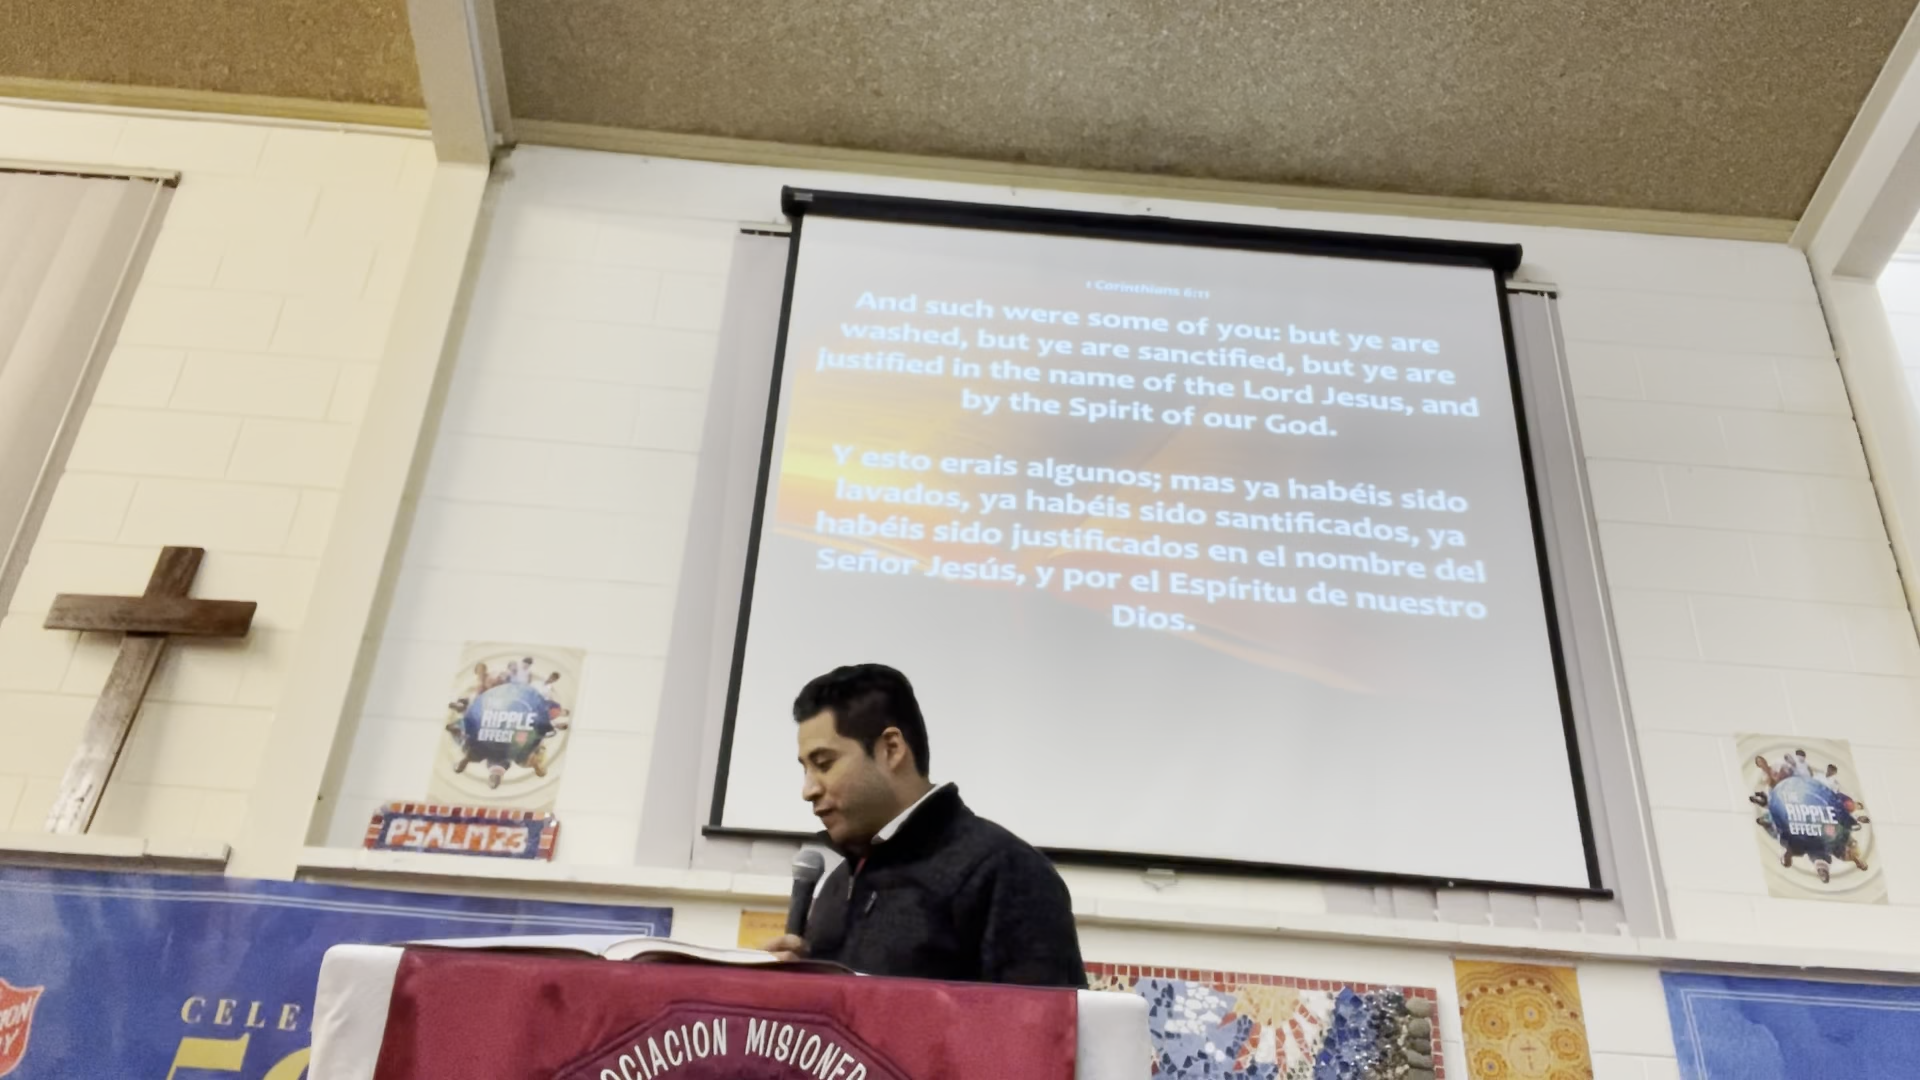 1 Corinthians 6:11
And such were some of you: but ye are
washed, but ye are sanctified, but ye are
justified in the name of the Lord Jesus, and
by the Spirit of our God.
Y esto erais algunos; mas ya habéis sido
lavados, ya habéis sido santificados, ya
habéis sido justificados en el nombre del
Señor Jesús, y por el Espíritu de nuestro
Dios.
THE
RIPPLE
EFFECT
PSALM 23
THE
RIPPLE
EFFECT
CELE
OCIACION MISIONER